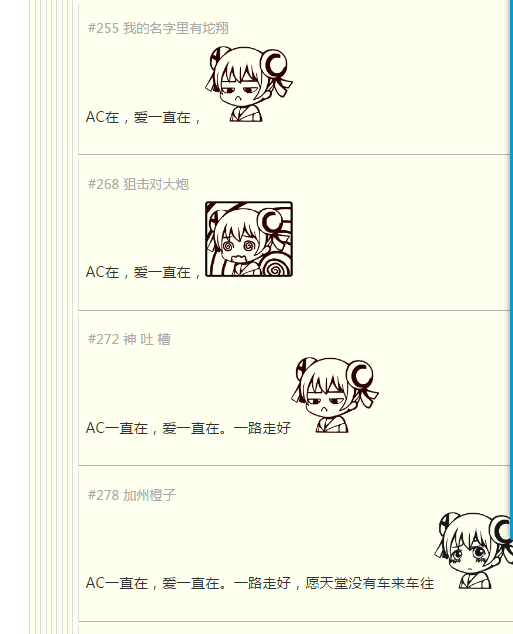 #255 我的名字里有坨翔
AC在，爱一直在，
#268 狙击对大炮
AC在，爱一直在，
#272 神 吐 槽
AC一直在，爱一直在。一路走好
#278 加州橙子
AC一直在，爱一直在。一路走好，愿天堂没有车来车往